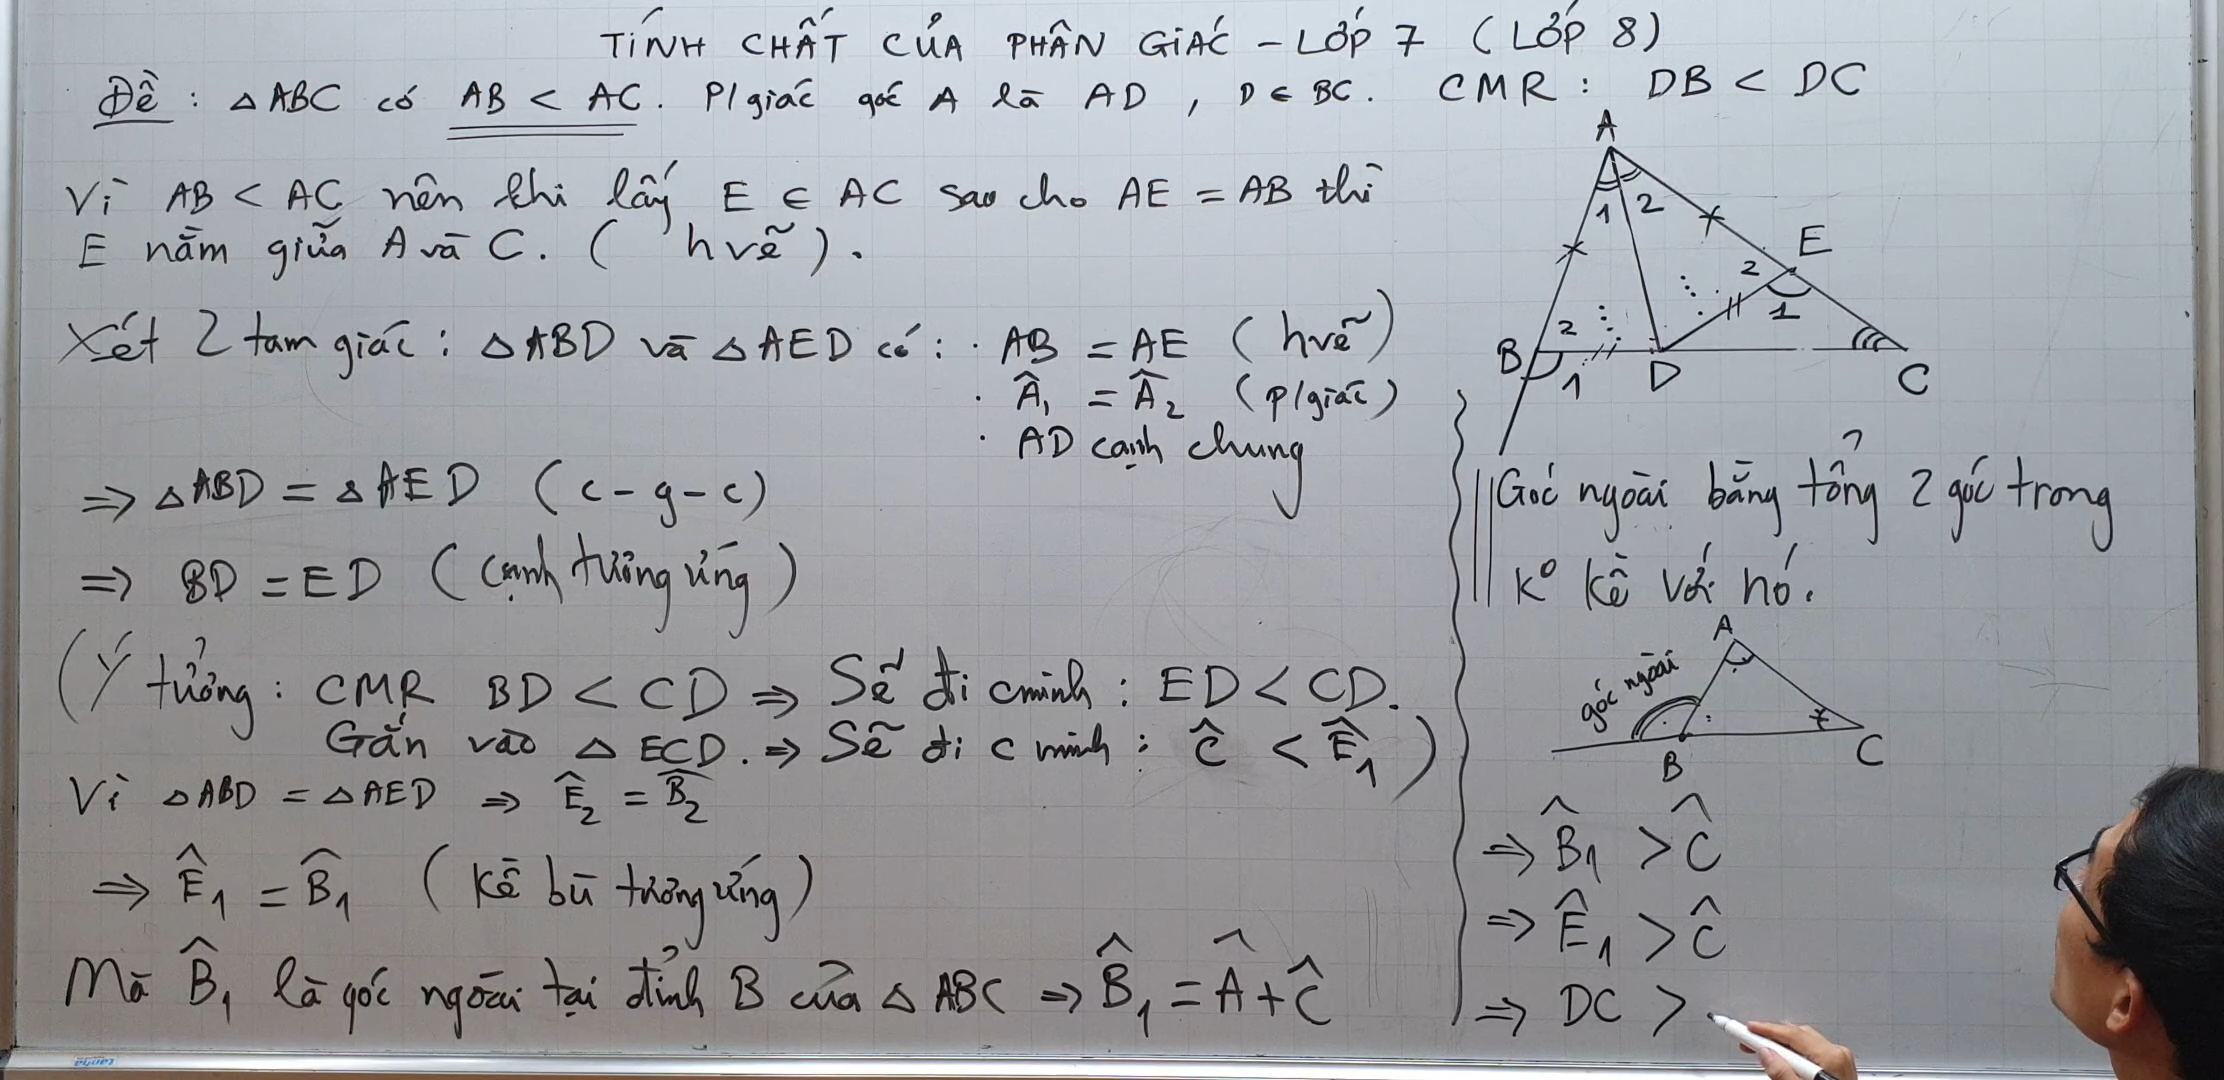 TÍNH CHẤT CỦA PHÂN GIÁC - LỚP 7 (LỚP 8)
Đề : △ABC có AB < AC. P/giác góc A là AD , D ∈ BC. CMR : DB < DC
Vì AB < AC nên khi lấy E ∈ AC sao cho AE = AB thì
E nằm giữa A và C. ( hvẽ ).
Xét 2 tam giác : △ABD và △AED có : · AB = AE ( hvẽ )
· Â₁ = Â₂ ( p/giác )
· AD cạnh chung
⇒ △ABD = △AED ( c - g - c )
⇒ BD = ED ( cạnh tương ứng )
( Ý tưởng : CMR BD < CD ⇒ Sẽ đi cminh : ED < CD.
Gắn vào △ ECD. ⇒ Sẽ đi c minh : Ĉ < Ê₁ )
Vì △ABD = △AED ⇒ Ê₂ = B̂₂
⇒ Ê₁ = B̂₁ ( Kề bù tương ứng )
Mà B̂₁ là góc ngoài tại đỉnh B của △ ABC ⇒ B̂₁ = Â + Ĉ
A
1 2
E
2
1
2
B
1
D
C
Góc ngoài bằng tổng 2 góc trong
K° Kề với nó.
A
góc ngoài
B
C
⇒ B̂₁ > Ĉ
⇒ Ê₁ > Ĉ
⇒ DC >